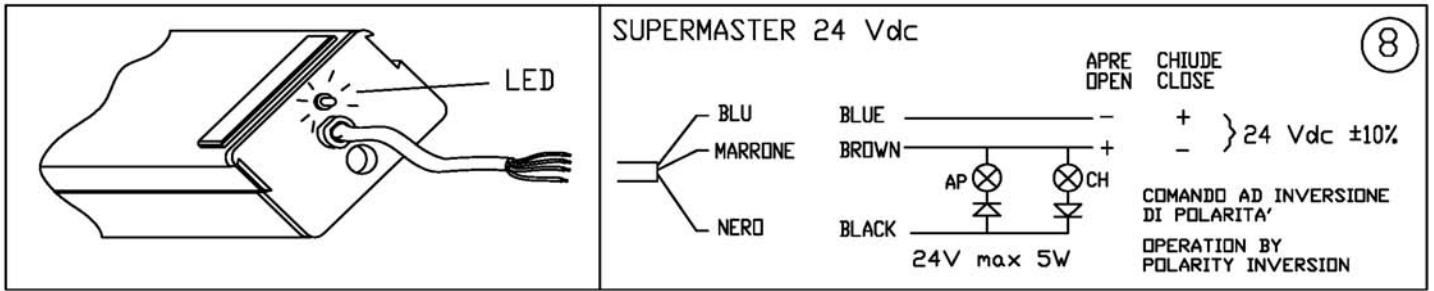 LED
SUPERMASTER 24 Vdc
8
APRE CHIUDE
OPEN CLOSE
BLU BLUE - +
24 Vdc ±10%
MARRONE BROWN + -
AP CH
NERO BLACK
24V max 5W
COMANDO AD INVERSIONE
DI POLARITA'
OPERATION BY
POLARITY INVERSION